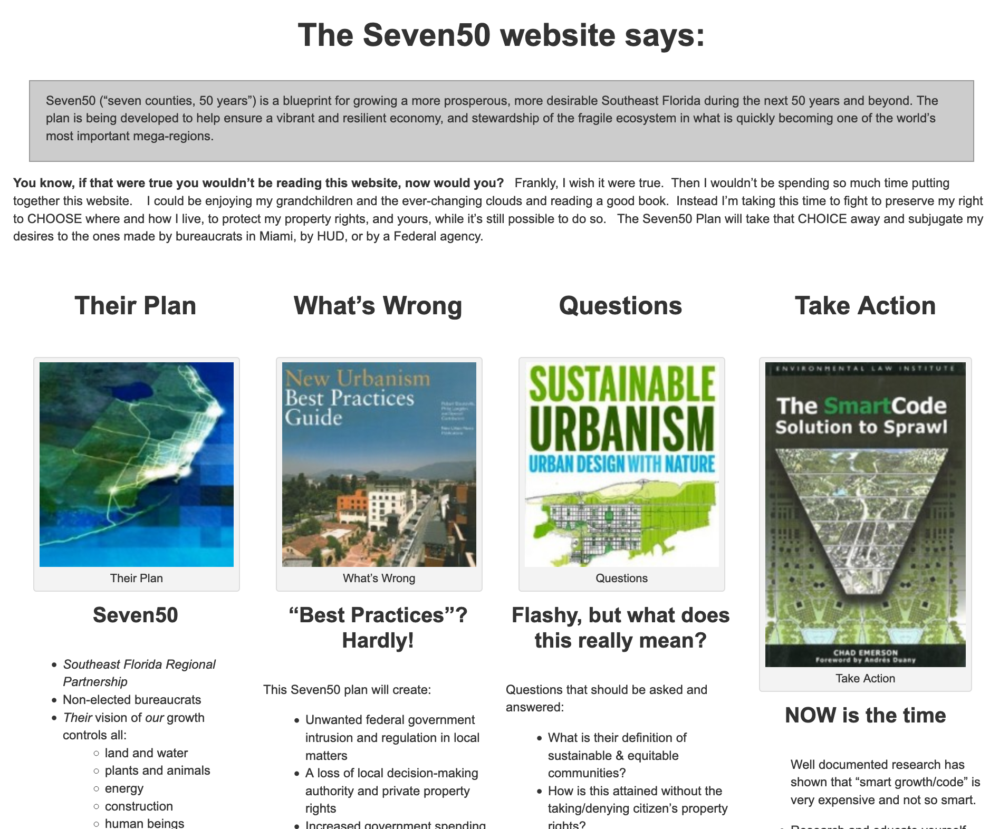 The Seven50 website says:
Seven50 (“seven counties, 50 years”) is a blueprint for growing a more prosperous, more desirable Southeast Florida during the next 50 years and beyond. The
plan is being developed to help ensure a vibrant and resilient economy, and stewardship of the fragile ecosystem in what is quickly becoming one of the world’s
most important mega-regions.
You know, if that were true you wouldn’t be reading this website, now would you? Frankly, I wish it were true. Then I wouldn’t be spending so much time putting
together this website. I could be enjoying my grandchildren and the ever-changing clouds and reading a good book. Instead I’m taking this time to fight to preserve my right
to CHOOSE where and how I live, to protect my property rights, and yours, while it’s still possible to do so. The Seven50 Plan will take that CHOICE away and subjugate my
desires to the ones made by bureaucrats in Miami, by HUD, or by a Federal agency.
Their Plan
Their Plan
Seven50
• Southeast Florida Regional
Partnership
• Non-elected bureaucrats
• Their vision of our growth
controls all:
◦ land and water
◦ plants and animals
◦ energy
◦ construction
◦ human beings
What’s Wrong
New Urbanism
Best Practices
Guide
What’s Wrong
“Best Practices”?
Hardly!
This Seven50 plan will create:
• Unwanted federal government
intrusion and regulation in local
matters
• A loss of local decision-making
authority and private property
rights
• Increased government spending
Questions
SUSTAINABLE
URBANISM
URBAN DESIGN WITH NATURE
Questions
Flashy, but what does
this really mean?
Questions that should be asked and
answered:
• What is their definition of
sustainable & equitable
communities?
• How is this attained without the
taking/denying citizen’s property
rights?
Take Action
ENVIRONMENTAL LAW INSTITUTE
The SmartCode
Solution to Sprawl
CHAD EMERSON
Foreword by Andrés Duany
Take Action
NOW is the time
Well documented research has
shown that “smart growth/code” is
very expensive and not so smart.
• Research and educate yourself